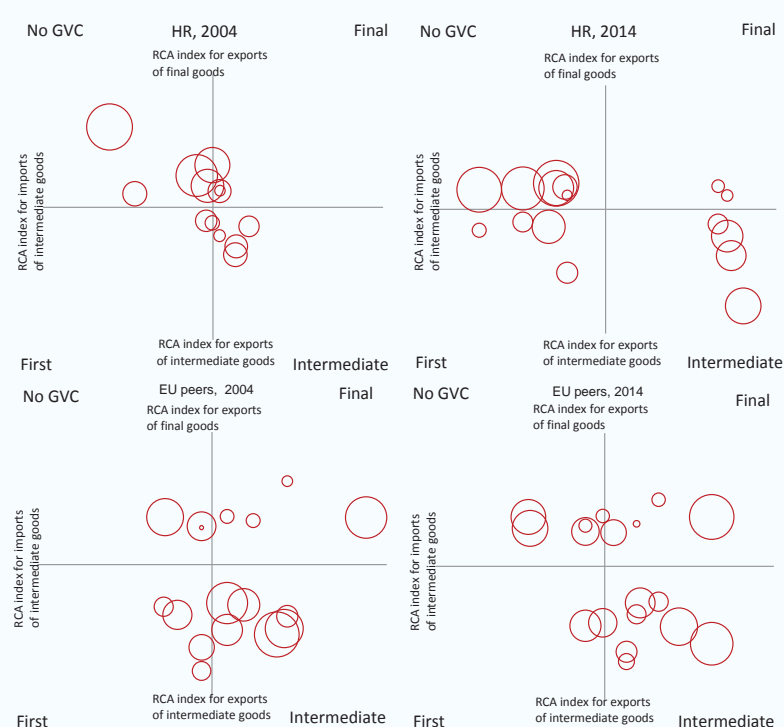 No GVC
HR, 2004
Final
RCA index for exports
of final goods
RCA index for imports
of intermediate goods
RCA index for exports
of intermediate goods
First
Intermediate
No GVC
HR, 2014
Final
RCA index for exports
of final goods
RCA index for imports
of intermediate goods
RCA index for exports
of intermediate goods
First
Intermediate
No GVC
EU peers, 2004
Final
RCA index for exports
of final goods
RCA index for imports
of intermediate goods
RCA index for exports
of intermediate goods
First
Intermediate
No GVC
EU peers, 2014
Final
RCA index for exports
of final goods
RCA index for imports
of intermediate goods
RCA index for exports
of intermediate goods
First
Intermediate